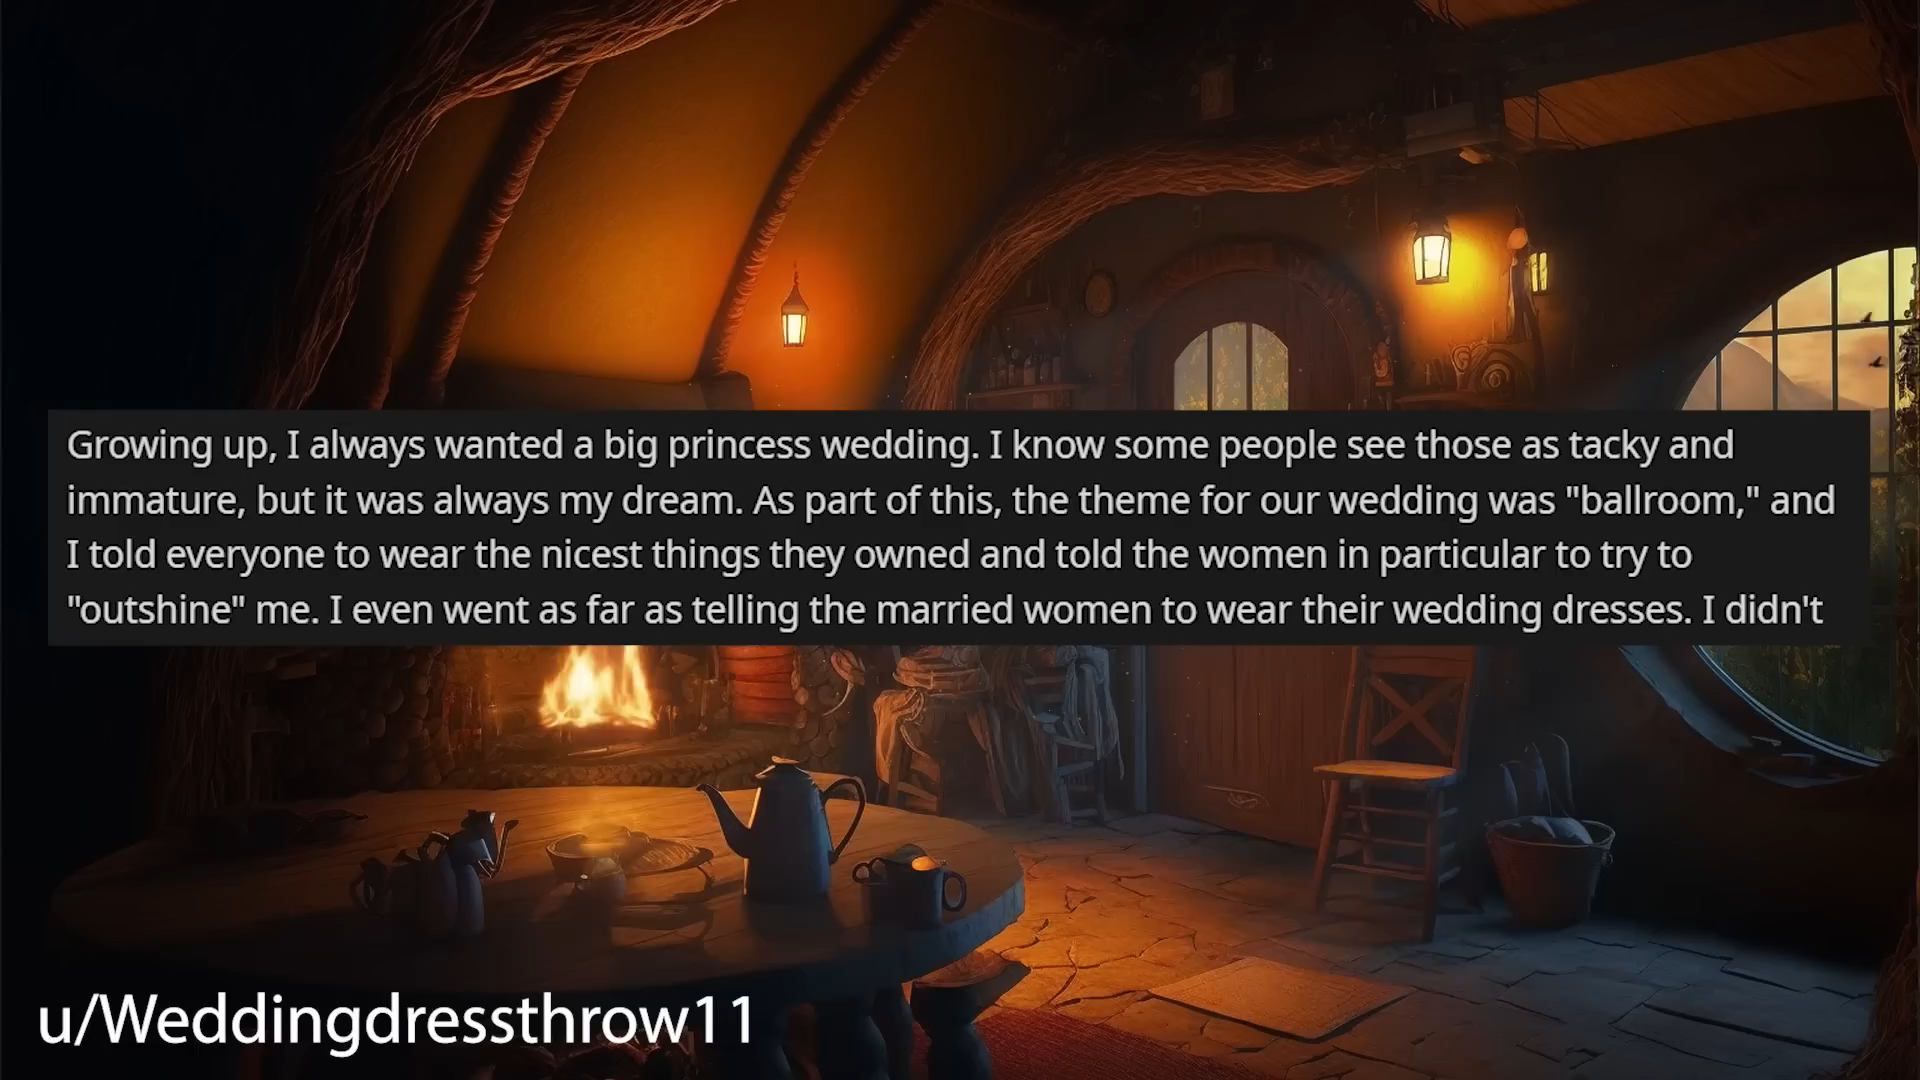 Growing up, I always wanted a big princess wedding. I know some people see those as tacky and
immature, but it was always my dream. As part of this, the theme for our wedding was "ballroom," and
I told everyone to wear the nicest things they owned and told the women in particular to try to
"outshine" me. I even went as far as telling the married women to wear their wedding dresses. I didn't
u/Weddingdressthrow11